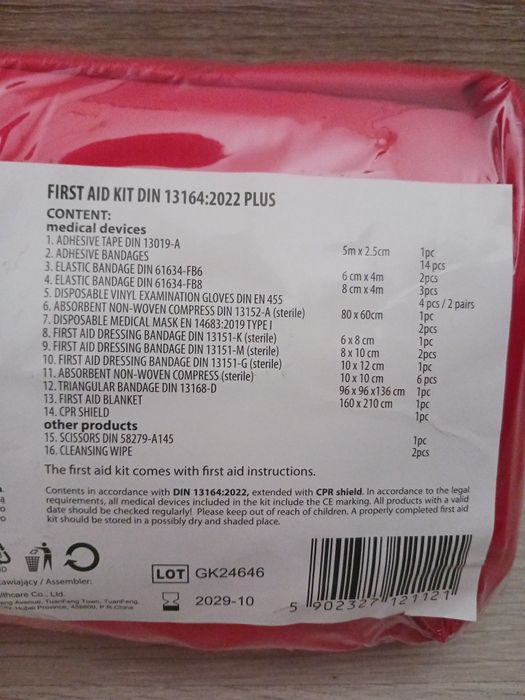 FIRST AID KIT DIN 13164:2022 PLUS
CONTENT:
medical devices
1. ADHESIVE TAPE DIN 13019-A 5m x 2.5cm 1pc
2. ADHESIVE BANDAGES 14 pcs
3. ELASTIC BANDAGE DIN 61634-FB6 6 cm x 4m 2pcs
4. ELASTIC BANDAGE DIN 61634-FB8 8 cm x 4m 3pcs
5. DISPOSABLE VINYL EXAMINATION GLOVES DIN EN 455 4 pcs / 2 pairs
6. ABSORBENT NON-WOVEN COMPRESS DIN 13152-A (sterile) 80 x 60cm 1pc
7. DISPOSABLE MEDICAL MASK EN 14683:2019 TYPE I 2pcs
8. FIRST AID DRESSING BANDAGE DIN 13151-K (sterile) 6 x 8 cm 1pc
9. FIRST AID DRESSING BANDAGE DIN 13151-M (sterile) 8 x 10 cm 2pcs
10. FIRST AID DRESSING BANDAGE DIN 13151-G (sterile) 10 x 12 cm 1pc
11. ABSORBENT NON-WOVEN COMPRESS (sterile) 10 x 10 cm 6 pcs
12. TRIANGULAR BANDAGE DIN 13168-D 96 x 96 x136 cm 1pc
13. FIRST AID BLANKET 160 x 210 cm 1pc
14. CPR SHIELD 1pc
other products
15. SCISSORS DIN 58279-A145 1pc
16. CLEANSING WIPE 2pcs
The first aid kit comes with first aid instructions.
Contents in accordance with DIN 13164:2022, extended with CPR shield. In accordance to the legal
requirements, all medical devices included in the kit include the CE marking. All products with a valid
date should be checked regularly! Please keep out of reach of children. A properly completed first aid
kit should be stored in a possibly dry and shaded place.
LOT GK24646
/ Assembler:
Co., Ltd.
Avenue, TuanFeng Town, TuanFeng
Hubei Province, 438800, P.R.China
2029-10
5 902327 121121